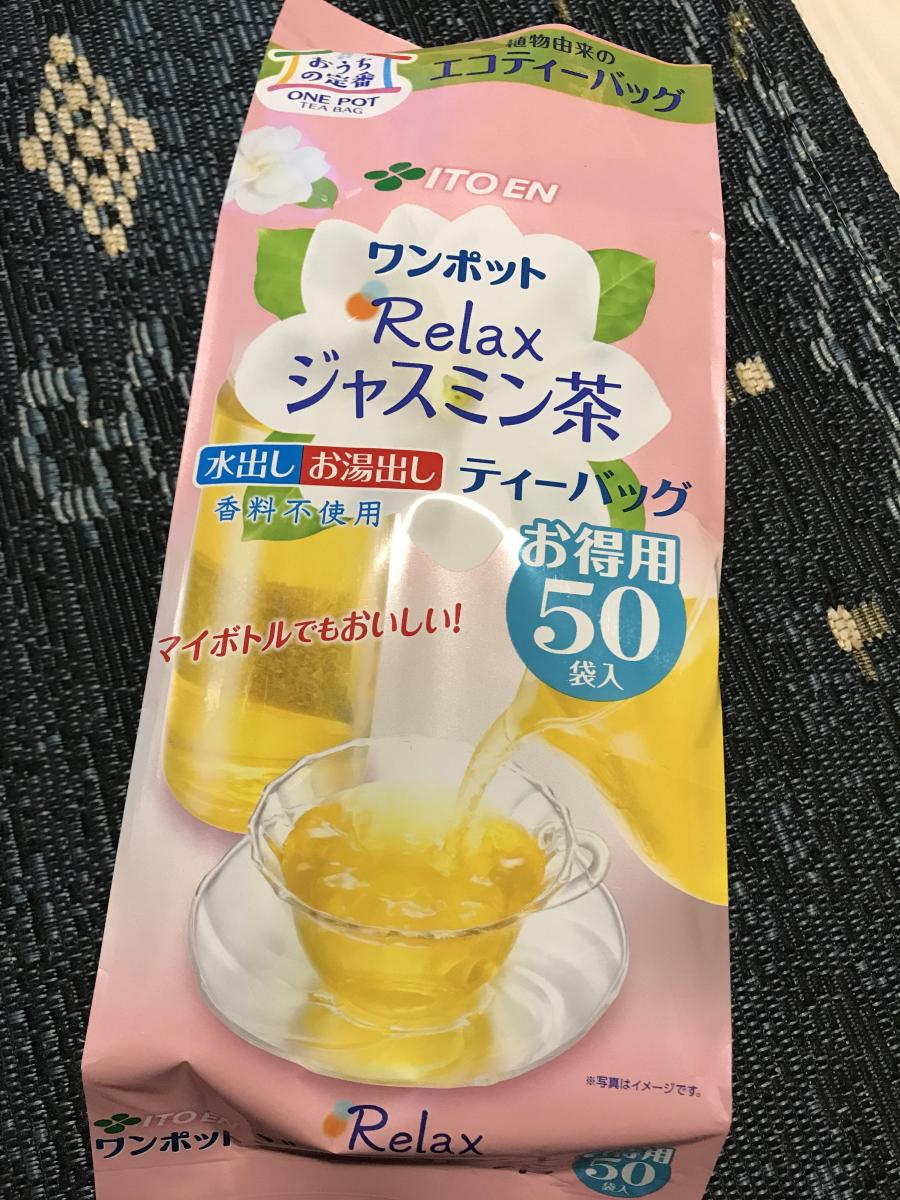 おうち
の定番
ONE POT
TEA BAG
植物由来の
エコティーバッグ
ITO EN
ワンポット
Relax
ジャスミン茶
水出し お湯出し
ティーバッグ
香料不使用
お得用
50
袋入
マイボトルでもおいしい!
※写真はイメージです。
ITO EN
ワンポット
Relax
用
50
袋入